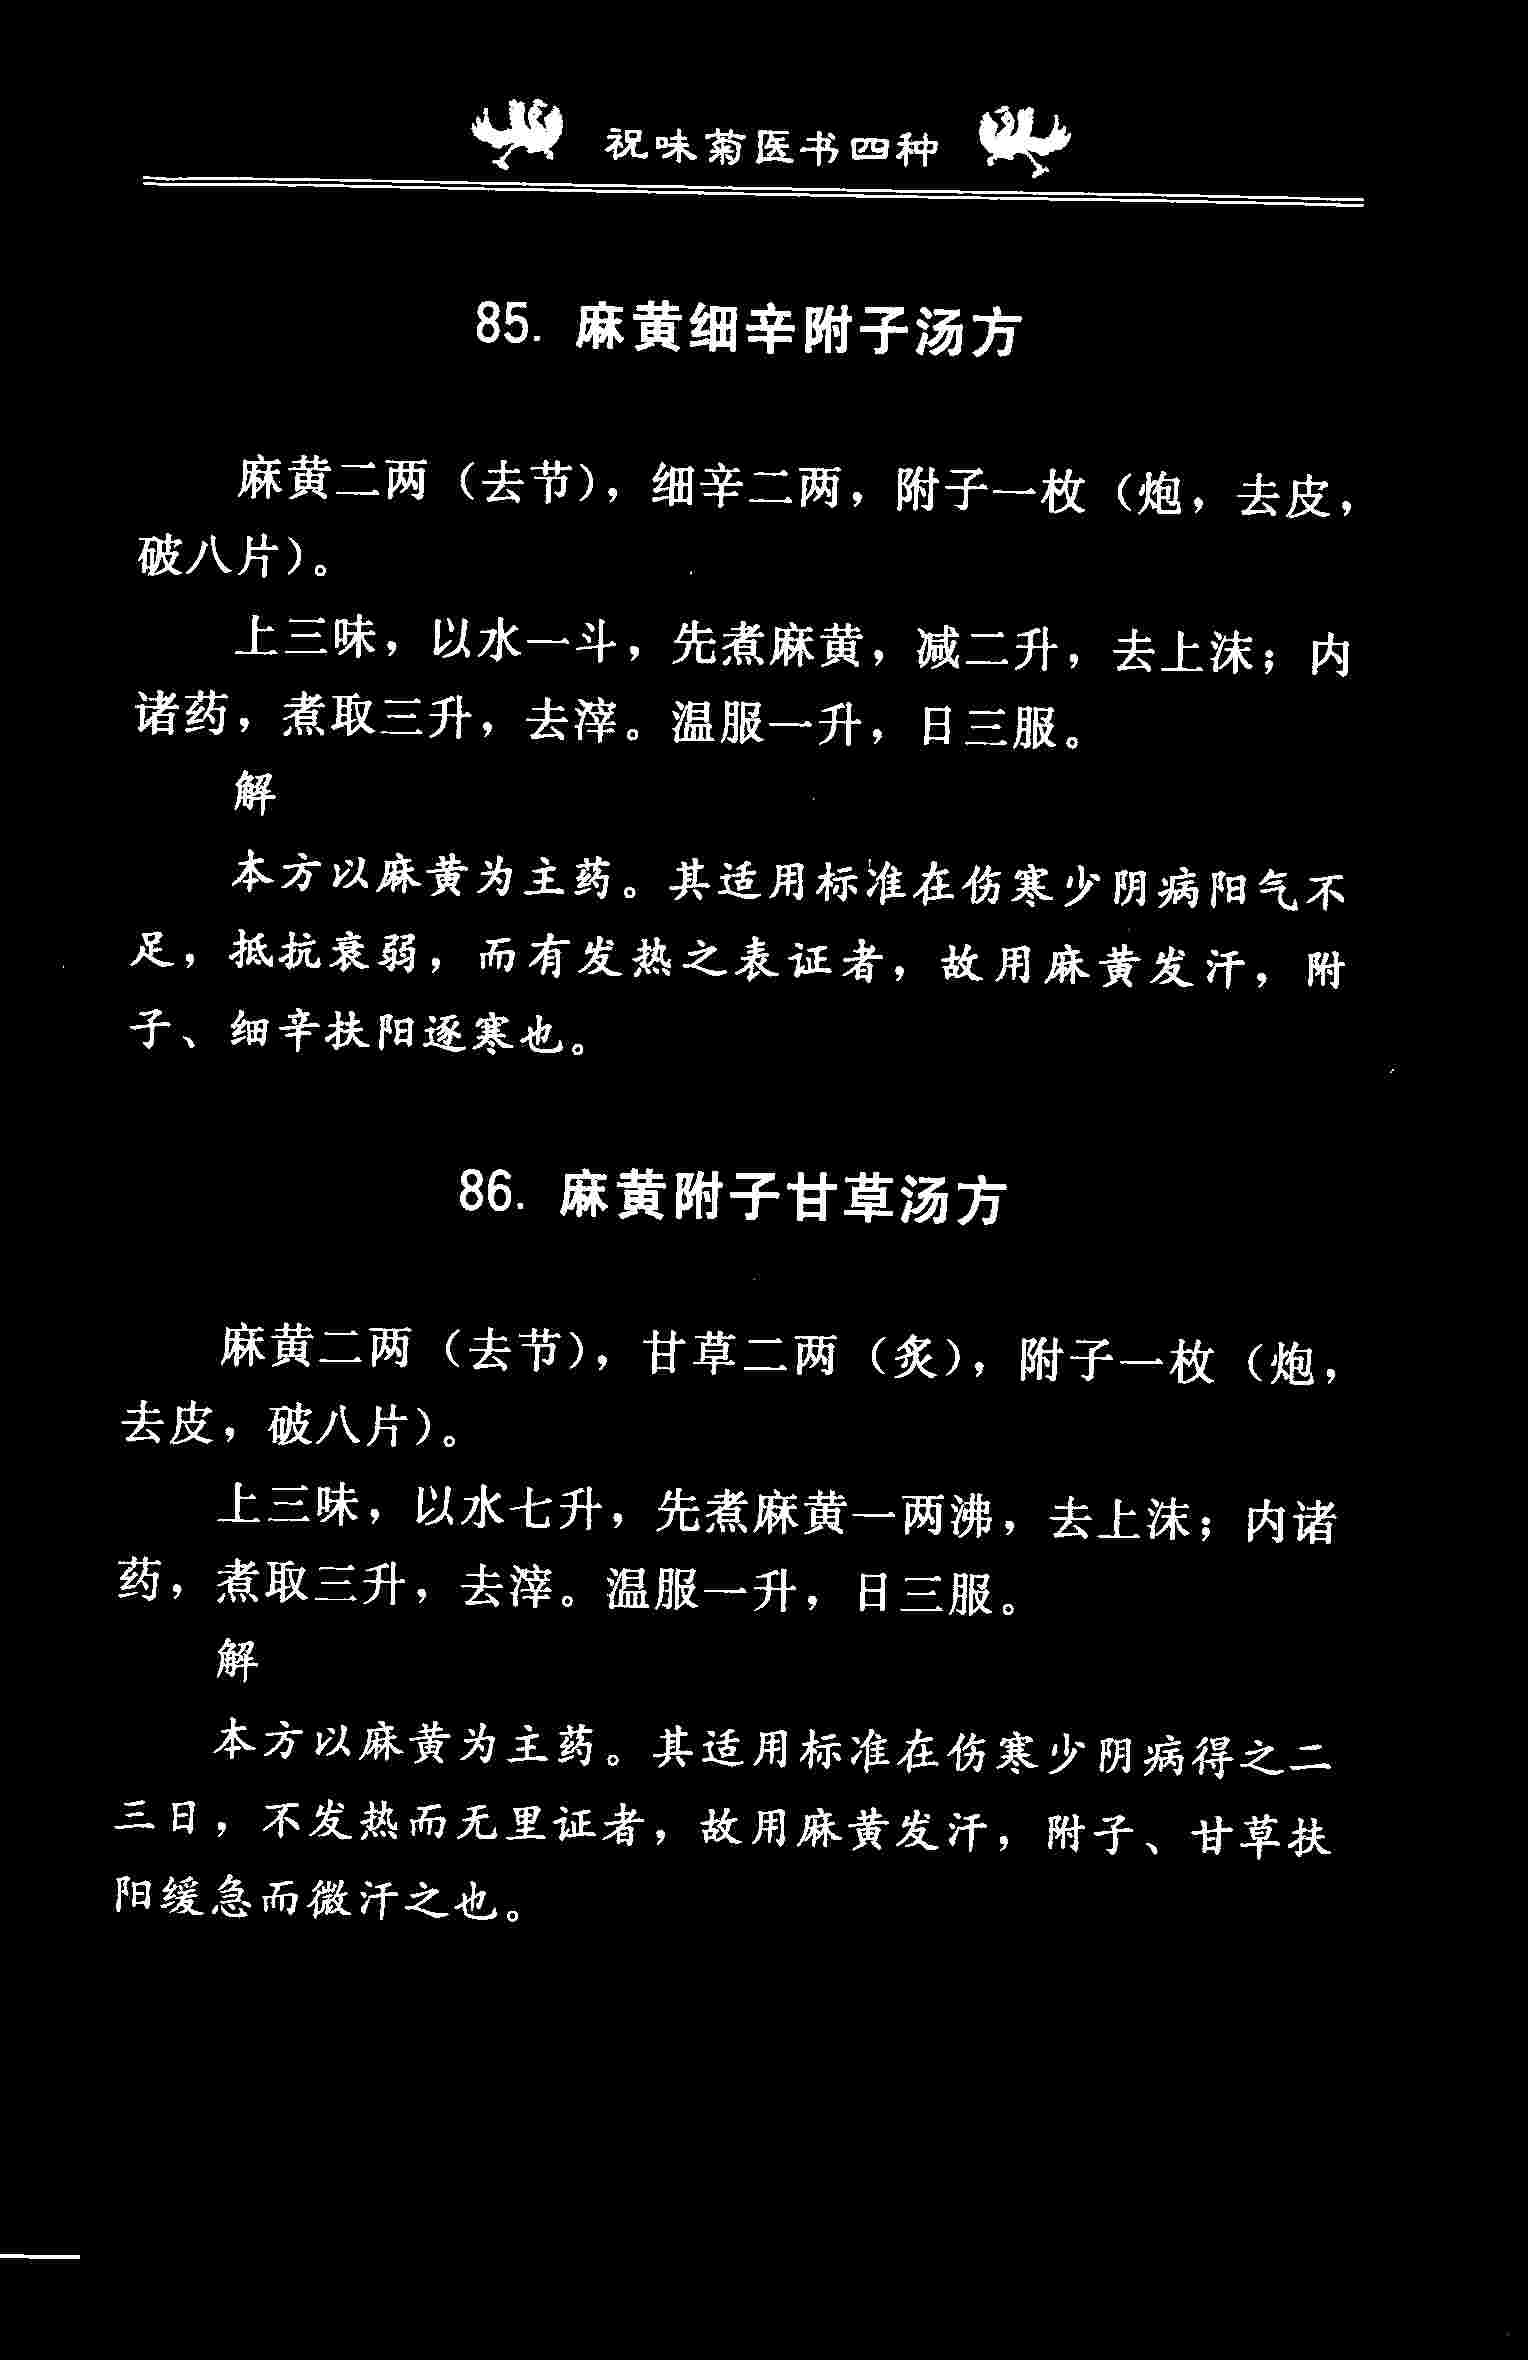 祝味菊医书四种
85. 麻黄细辛附子汤方
麻黄二两（去节），细辛二两，附子一枚（炮，去皮，
破八片）。
上三味，以水一斗，先煮麻黄，减二升，去上沫；内
诸药，煮取三升，去滓。温服一升，日三服。
解
本方以麻黄为主药。其适用标准在伤寒少阴病阳气不
足，抵抗衰弱，而有发热之表证者，故用麻黄发汗，附
子、细辛扶阳逐寒也。
86. 麻黄附子甘草汤方
麻黄二两（去节），甘草二两（炙），附子一枚（炮，
去皮，破八片）。
上三味，以水七升，先煮麻黄一两沸，去上沫；内诸
药，煮取三升，去滓。温服一升，日三服。
解
本方以麻黄为主药。其适用标准在伤寒少阴病得之二
三日，不发热而无里证者，故用麻黄发汗，附子、甘草扶
阳缓急而微汗之也。